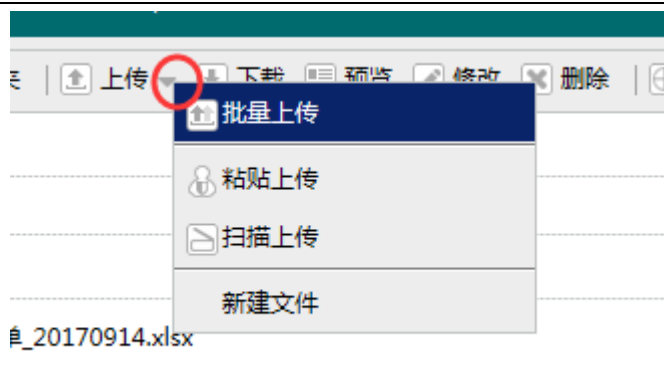 上传 下载 预览 修改 删除
批量上传
粘贴上传
扫描上传
新建文件
单_20170914.xlsx